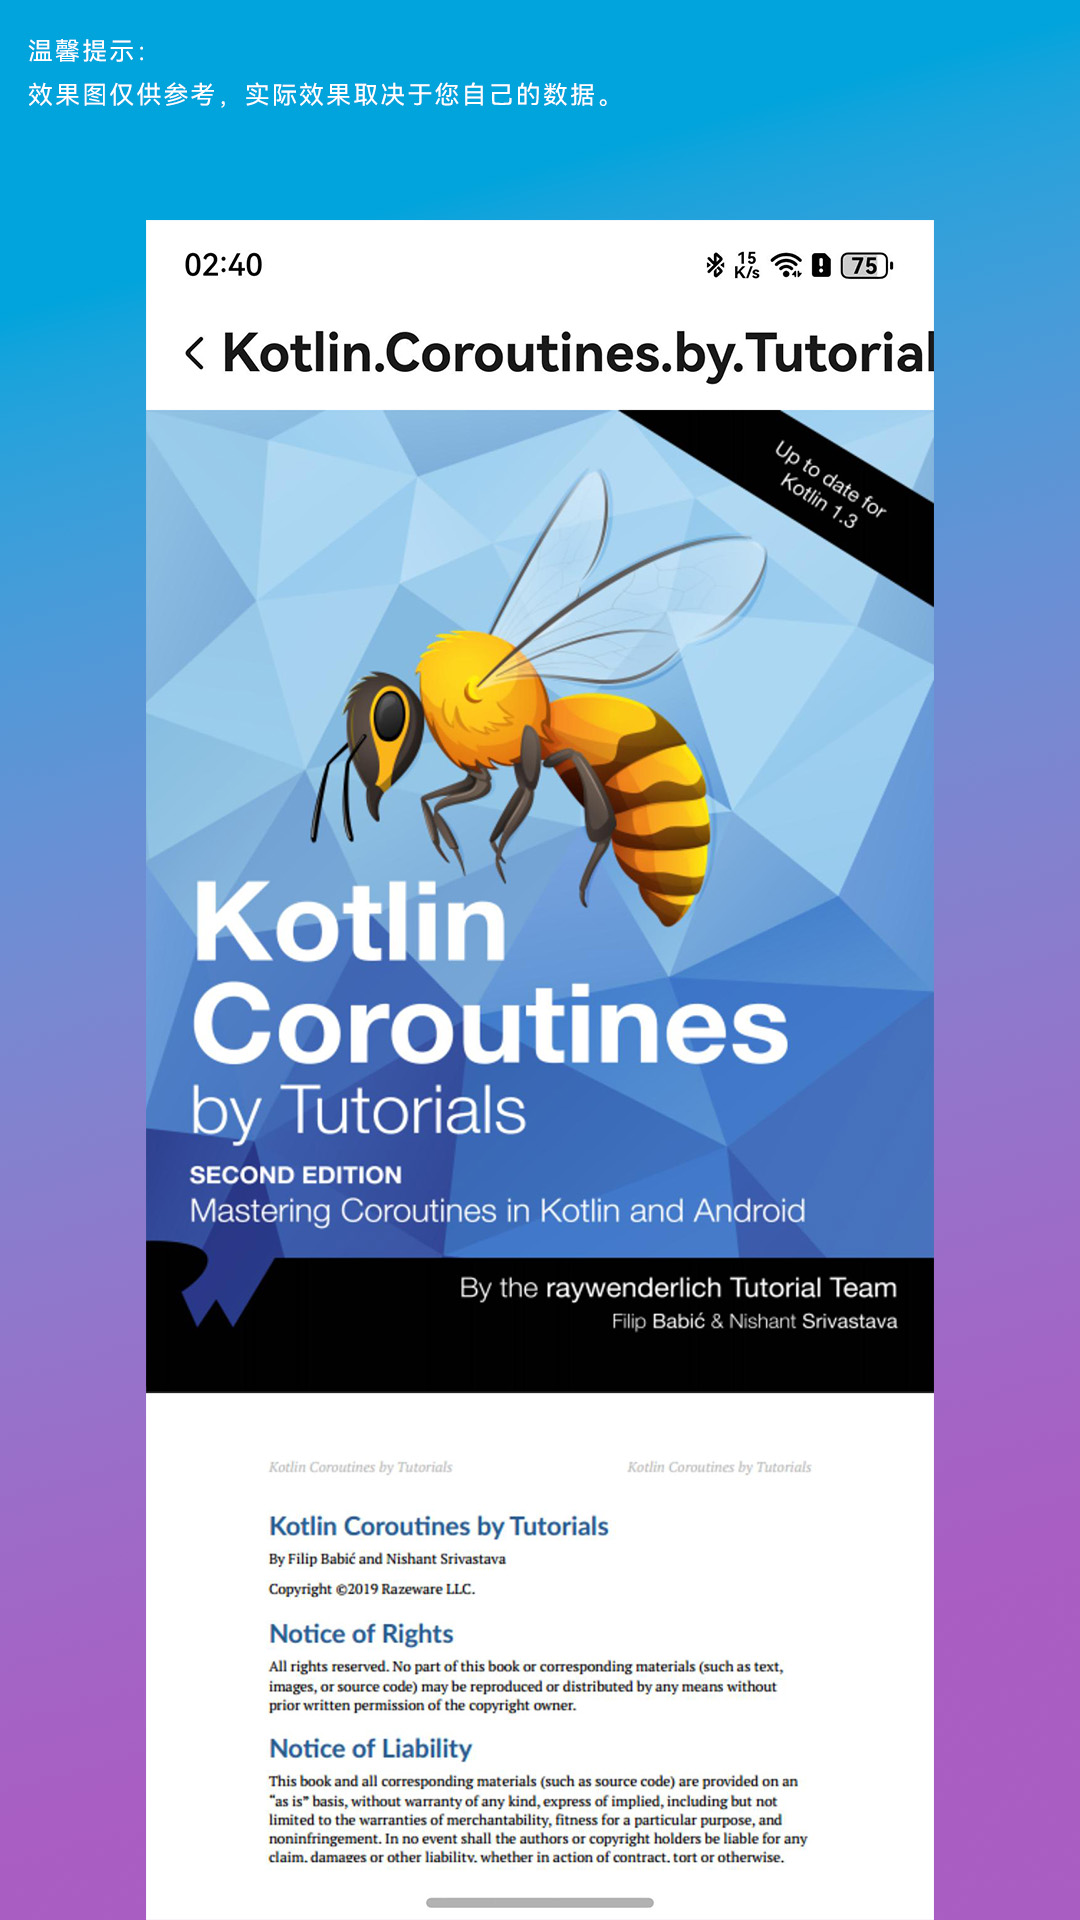 温馨提示：
效果图仅供参考，实际效果取决于您自己的数据。
02:40
15
K/s
75
Kotlin.Coroutines.by.Tutorial
Up to date for
Kotlin 1.3
Kotlin
Coroutines
by Tutorials
SECOND EDITION
Mastering Coroutines in Kotlin and Android
By the raywenderlich Tutorial Team
Filip Babić & Nishant Srivastava
Kotlin Coroutines by Tutorials
Kotlin Coroutines by Tutorials
Kotlin Coroutines by Tutorials
By Filip Babić and Nishant Srivastava
Copyright ©2019 Razeware LLC.
Notice of Rights
All rights reserved. No part of this book or corresponding materials (such as text,
images, or source code) may be reproduced or distributed by any means without
prior written permission of the copyright owner.
Notice of Liability
This book and all corresponding materials (such as source code) are provided on an
“as is” basis, without warranty of any kind, express of implied, including but not
limited to the warranties of merchantability, fitness for a particular purpose, and
noninfringement. In no event shall the authors or copyright holders be liable for any
claim, damages or other liability, whether in action of contract, tort or otherwise,